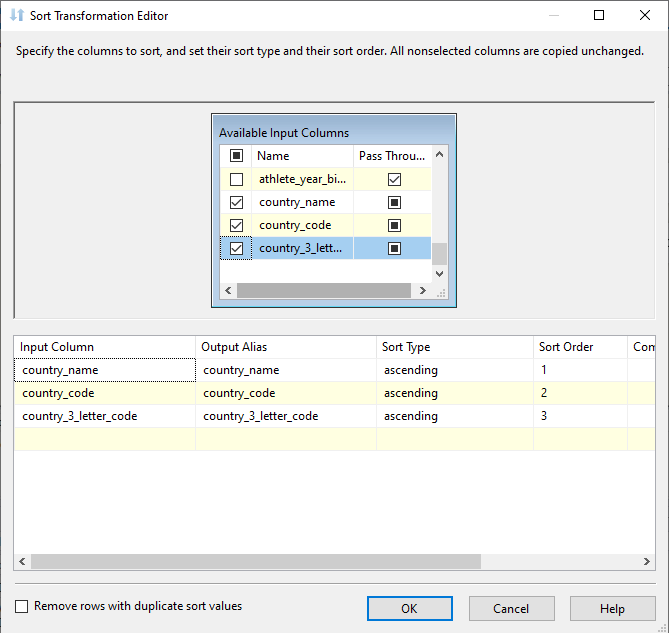 Sort Transformation Editor
Specify the columns to sort, and set their sort type and their sort order. All nonselected columns are copied unchanged.
Available Input Columns
Name Pass Throu...
athlete_year_bi...
country_name
country_code
country_3_lett...
Input Column Output Alias Sort Type Sort Order Com
country_name country_name ascending 1
country_code country_code ascending 2
country_3_letter_code country_3_letter_code ascending 3
Remove rows with duplicate sort values
OK Cancel Help